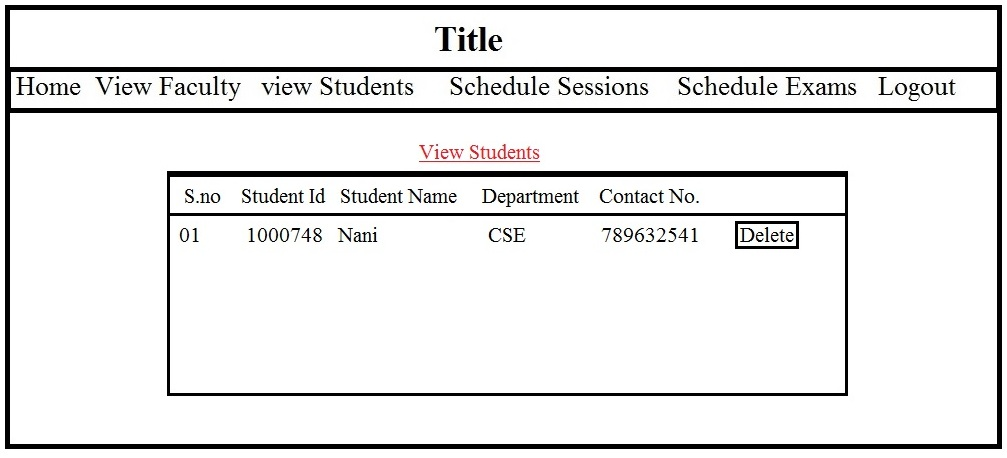 Title
Home View Faculty view Students Schedule Sessions Schedule Exams Logout
View Students
S.no Student Id Student Name Department Contact No.
01 1000748 Nani CSE 789632541 Delete